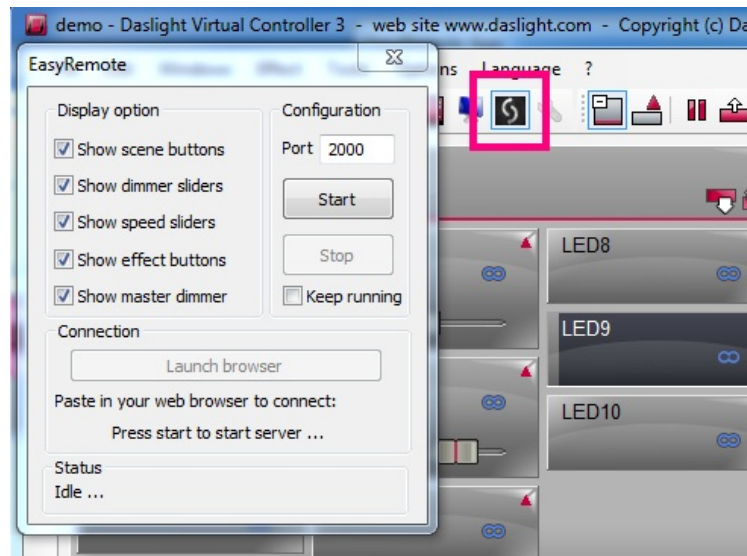 demo - Daslight Virtual Controller 3 - web site www.daslight.com - Copyright (c) Da
EasyRemote
ns Language ?
Display option
Show scene buttons
Show dimmer sliders
Show speed sliders
Show effect buttons
Show master dimmer
Configuration
Port 2000
Start
Stop
Keep running
Connection
Launch browser
Paste in your web browser to connect:
Press start to start server ...
Status
Idle ...
LED8
LED9
LED10